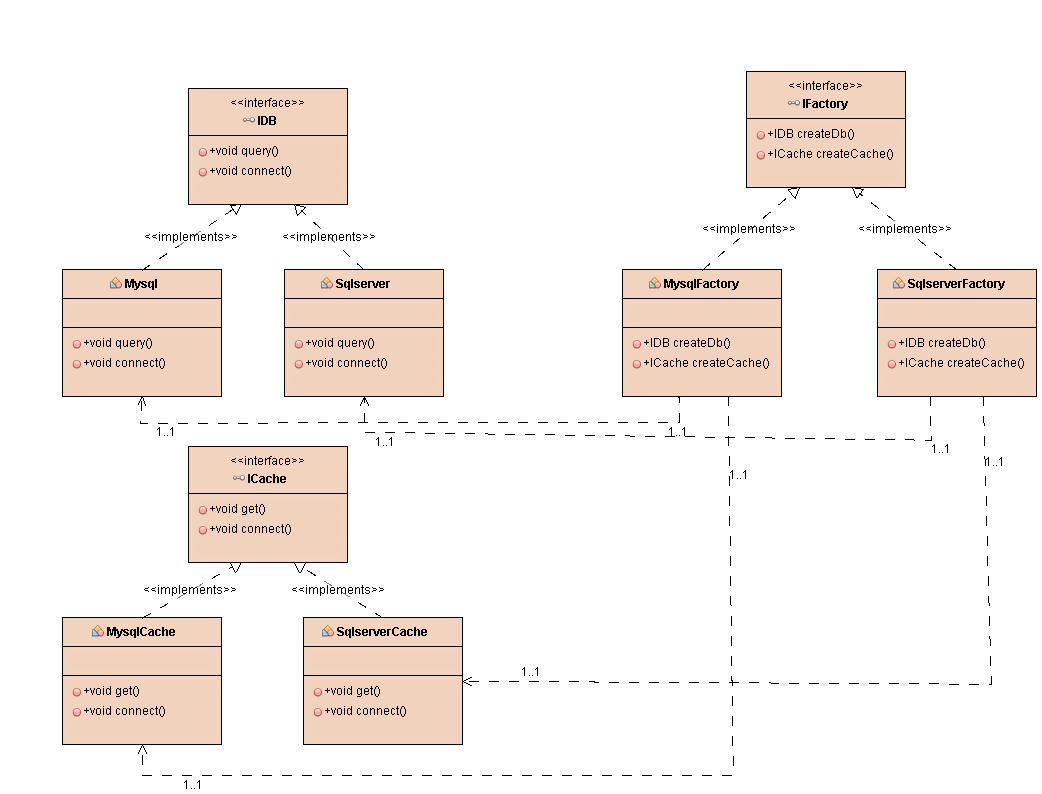 <<interface>>
IDB
+void query()
+void connect()
<<interface>>
IFactory
+IDB createDb()
+ICache createCache()
<<implements>>
<<implements>>
<<implements>>
<<implements>>
Mysql
+void query()
+void connect()
Sqlserver
+void query()
+void connect()
MysqlFactory
+IDB createDb()
+ICache createCache()
SqlserverFactory
+IDB createDb()
+ICache createCache()
1..1
1..1
1..1
1..1
1..1
1..1
<<interface>>
ICache
+void get()
+void connect()
<<implements>>
<<implements>>
MysqlCache
+void get()
+void connect()
SqlserverCache
+void get()
+void connect()
1..1
1..1